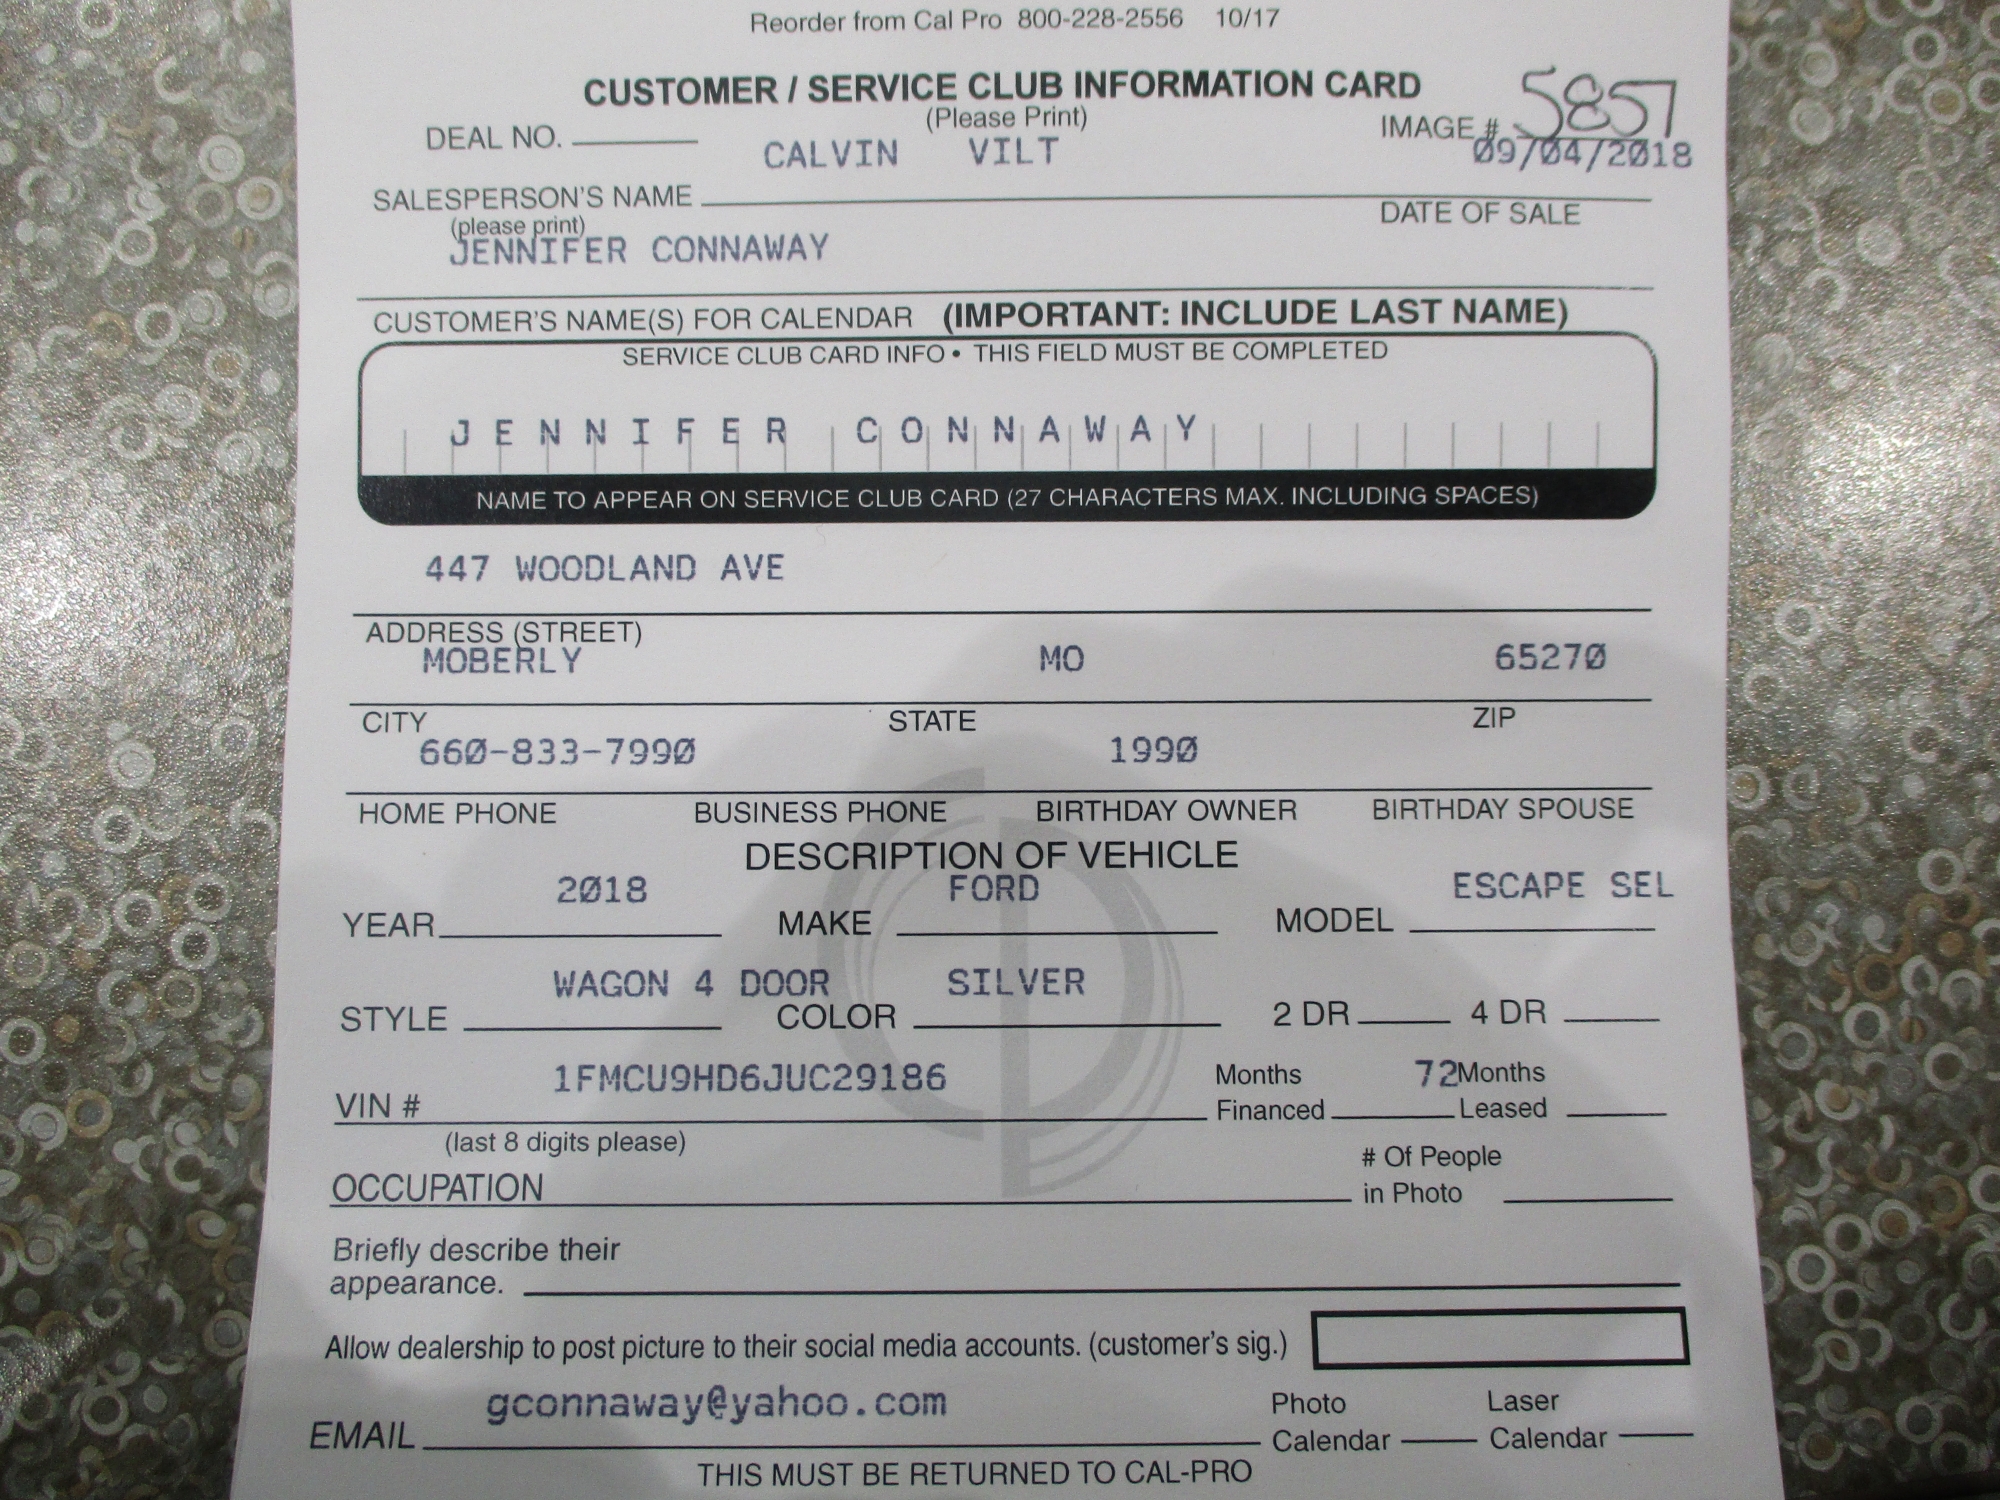 Reorder from Cal Pro 800-228-2556 10/17
CUSTOMER / SERVICE CLUB INFORMATION CARD
(Please Print)
DEAL NO. IMAGE # 5857
CALVIN VILT 09/04/2018
SALESPERSON'S NAME DATE OF SALE
(please print)
JENNIFER CONNAWAY
CUSTOMER'S NAME(S) FOR CALENDAR (IMPORTANT: INCLUDE LAST NAME)
SERVICE CLUB CARD INFO • THIS FIELD MUST BE COMPLETED
JENNIFER CONNAWAY
NAME TO APPEAR ON SERVICE CLUB CARD (27 CHARACTERS MAX. INCLUDING SPACES)
447 WOODLAND AVE
ADDRESS (STREET)
MOBERLY MO 65270
CITY STATE ZIP
660-833-7990 1990
HOME PHONE BUSINESS PHONE BIRTHDAY OWNER BIRTHDAY SPOUSE
DESCRIPTION OF VEHICLE
2018 FORD ESCAPE SEL
YEAR MAKE MODEL
WAGON 4 DOOR SILVER
STYLE COLOR 2 DR 4 DR
1FMCU9HD6JUC29186 Months 72 Months
VIN # Financed Leased
(last 8 digits please)
# Of People
OCCUPATION in Photo
Briefly describe their
appearance.
Allow dealership to post picture to their social media accounts. (customer's sig.)
gconnaway@yahoo.com Photo Laser
EMAIL Calendar Calendar
THIS MUST BE RETURNED TO CAL-PRO